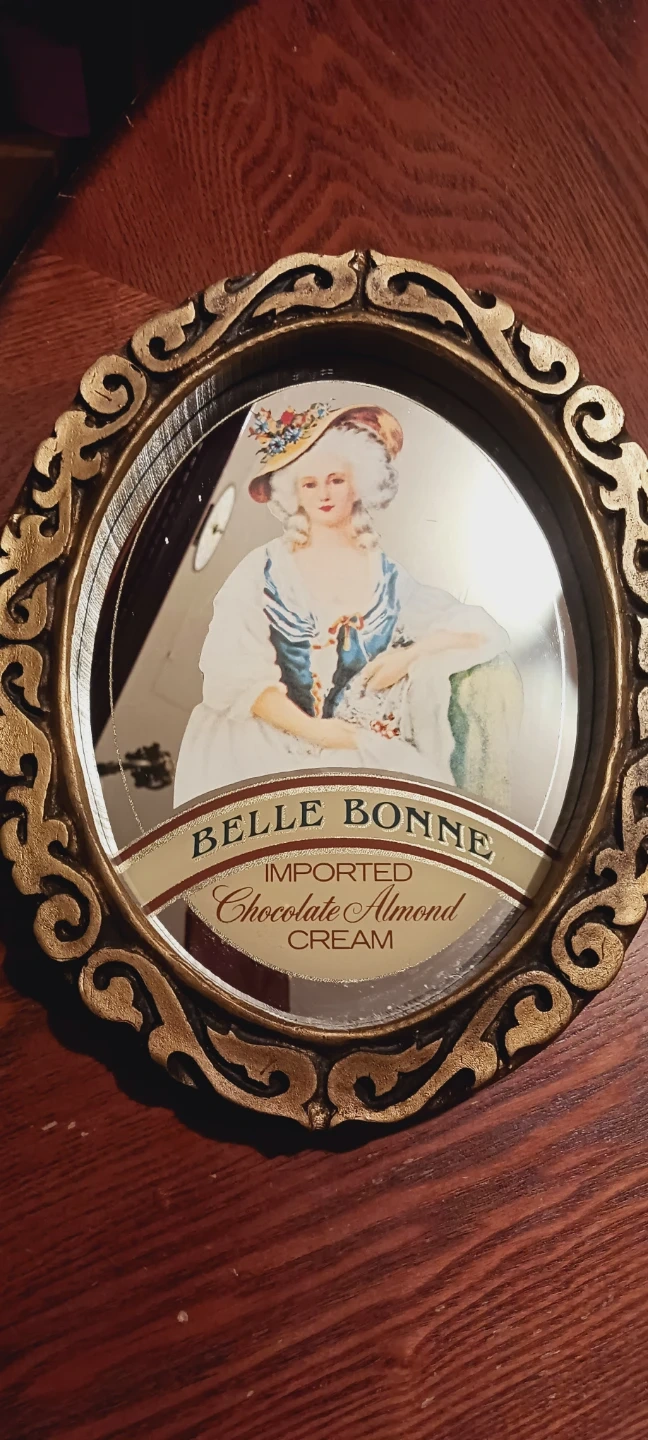 BELLE BONNE
IMPORTED
Chocolate Almond
CREAM